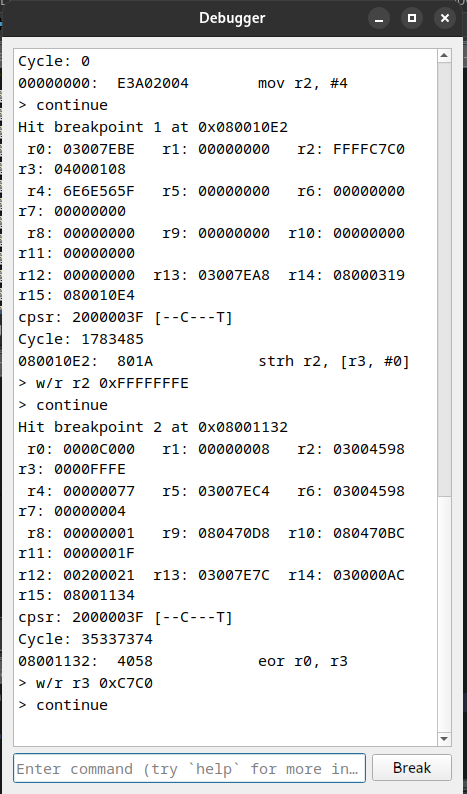 Debugger
Cycle: 0
00000000:  E3A02004        mov r2, #4
> continue
Hit breakpoint 1 at 0x080010E2
 r0: 03007EBE   r1: 00000000   r2: FFFFC7C0
r3: 04000108
 r4: 6E6E565F   r5: 00000000   r6: 00000000
r7: 00000000
 r8: 00000000   r9: 00000000  r10: 00000000
r11: 00000000
r12: 00000000  r13: 03007EA8  r14: 08000319
r15: 080010E4
cpsr: 2000003F [--C---T]
Cycle: 1783485
080010E2:  801A            strh r2, [r3, #0]
> w/r r2 0xFFFFFFFE
> continue
Hit breakpoint 2 at 0x08001132
 r0: 0000C000   r1: 00000008   r2: 03004598
r3: 0000FFFE
 r4: 00000077   r5: 03007EC4   r6: 03004598
r7: 00000004
 r8: 00000001   r9: 080470D8  r10: 080470BC
r11: 0000001F
r12: 00200021  r13: 03007E7C  r14: 030000AC
r15: 08001134
cpsr: 2000003F [--C---T]
Cycle: 35337374
08001132:  4058            eor r0, r3
> w/r r3 0xC7C0
> continue
Enter command (try `help` for more in…
Break